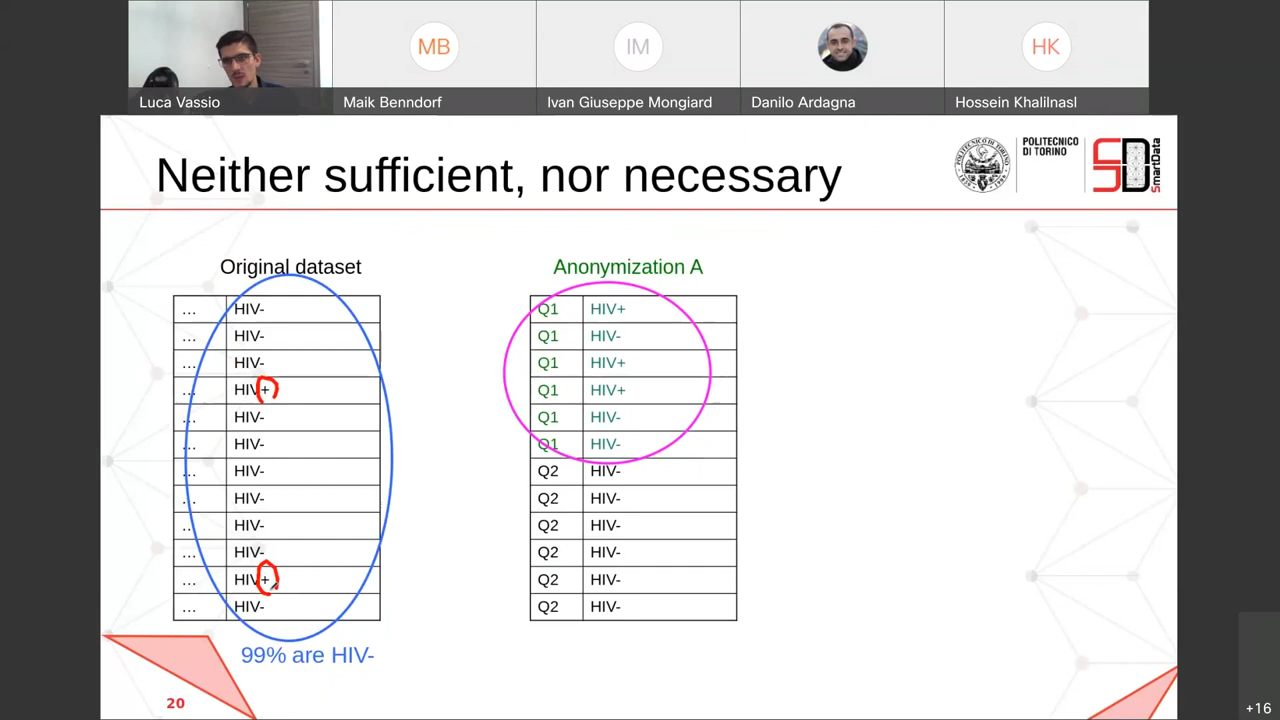 MB
IM
HK
Luca Vassio
Maik Benndorf
Ivan Giuseppe Mongiard
Danilo Ardagna
Hossein Khalilnasl
Neither sufficient, nor necessary
POLITECNICO
DI TORINO
SD
SmartData
Original dataset
... HIV-
... HIV-
... HIV-
... HIV+
... HIV-
... HIV-
... HIV-
... HIV-
... HIV-
... HIV-
... HIV+
... HIV-
99% are HIV-
Anonymization A
Q1 HIV+
Q1 HIV-
Q1 HIV+
Q1 HIV+
Q1 HIV-
Q1 HIV-
Q2 HIV-
Q2 HIV-
Q2 HIV-
Q2 HIV-
Q2 HIV-
Q2 HIV-
20
+16